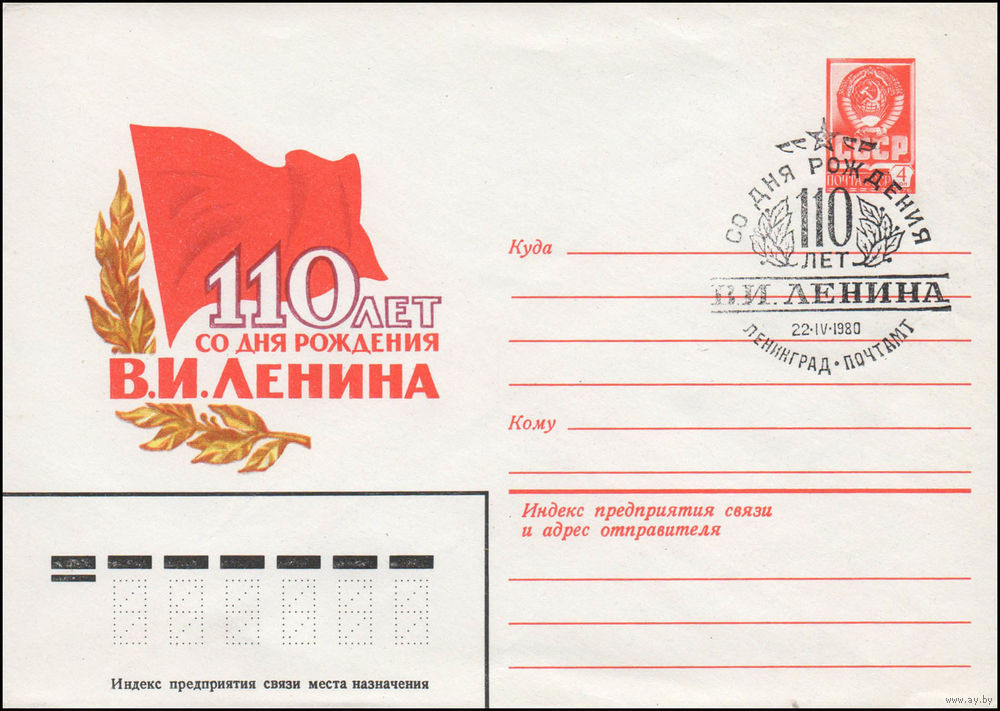 110 ЛЕТ
СО ДНЯ РОЖДЕНИЯ
В.И. ЛЕНИНА
СССР
ПОЧТА
4
СО ДНЯ РОЖДЕНИЯ
110
ЛЕТ
В.И. ЛЕНИНА
22·IV·1980
ЛЕНИНГРАД · ПОЧТАМТ
Куда
Кому
Индекс предприятия связи
и адрес отправителя
Индекс предприятия связи места назначения
www.ay.by